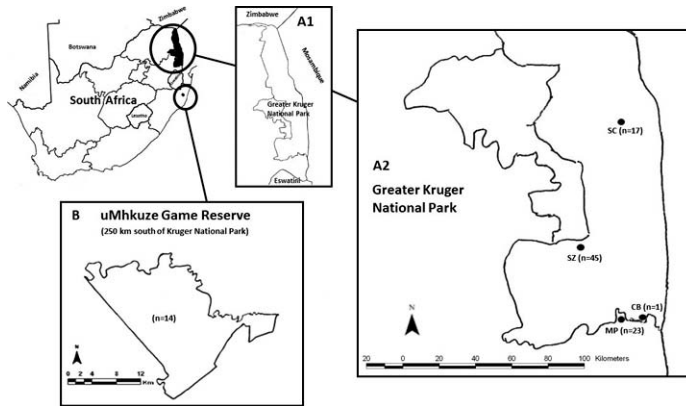 Zimbabwe
Botswana
Namibia
South Africa
Lesotho
A1
Zimbabwe
Mozambique
Greater Kruger
National Park
Eswatini
A2
Greater Kruger
National Park
SC (n=17)
SZ (n=45)
CB (n=1)
MP (n=23)
N
20 0 20 40 60 80 100 Kilometers
B uMhkuze Game Reserve
(250 km south of Kruger National Park)
(n=14)
N
0 2 4 8 12
Km